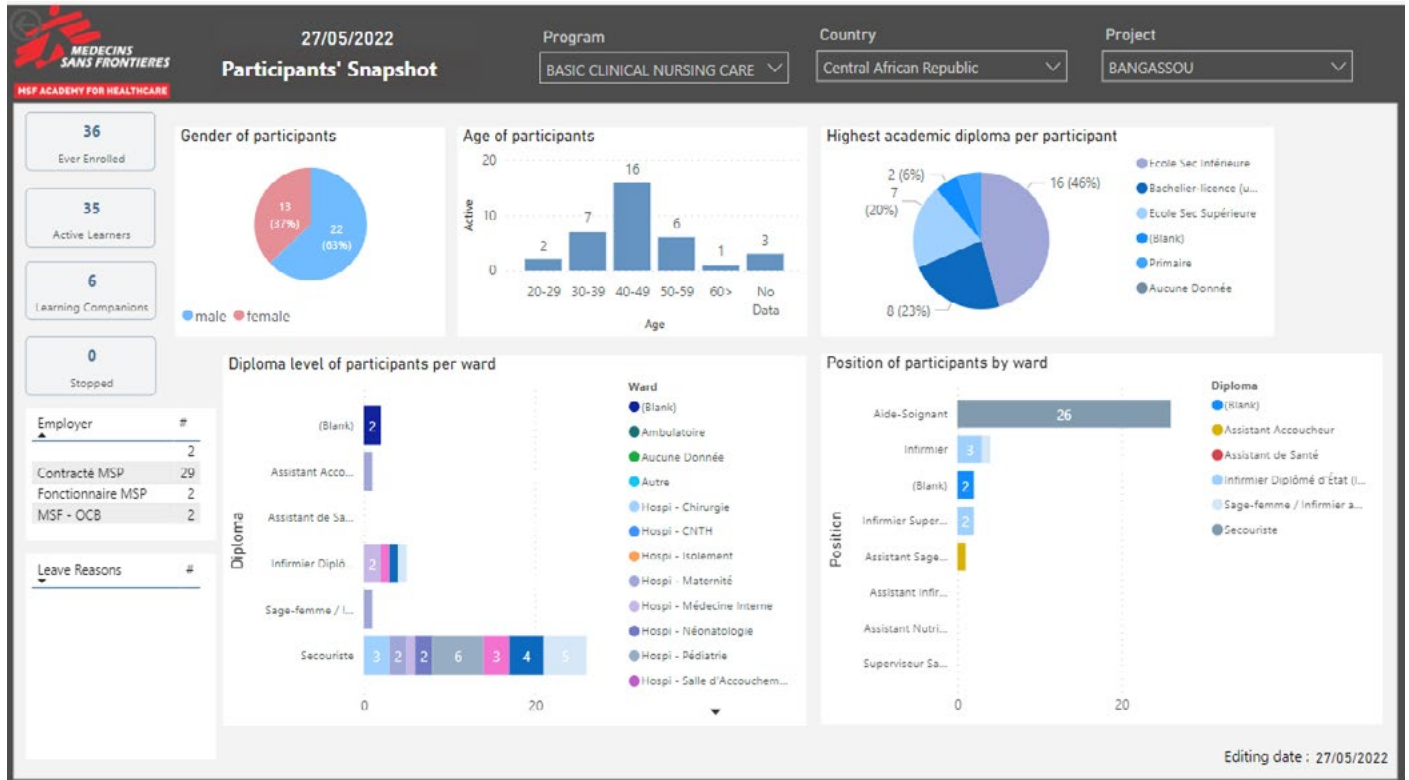 MEDECINS
SANS FRONTIERES
MSF ACADEMY FOR HEALTHCARE
27/05/2022
Participants' Snapshot
Program
BASIC CLINICAL NURSING CARE
Country
Central African Republic
Project
BANGASSOU
36
Ever Enrolled
35
Active Learners
6
Learning Companions
0
Stopped
Employer #
2
Contracté MSP 29
Fonctionnaire MSP 2
MSF - OCB 2
Leave Reasons #
Gender of participants
13
(37%)
22
(63%)
male female
Age of participants
20
10
0
Active
2
7
16
6
1
3
20-29 30-39 40-49 50-59 60> No
Data
Age
Highest academic diploma per participant
2 (6%)
7
(20%)
8 (23%)
16 (46%)
Ecole Sec Inférieure
Bachelier-licence (u...
Ecole Sec Supérieure
(Blank)
Primaire
Aucune Donnée
Diploma level of participants per ward
Diploma
(Blank) 2
Assistant Acco...
Assistant de Sa...
Infirmier Diplô... 2
Sage-femme / I...
Secouriste 3 2 2 6 3 4 5
0 20
Ward
(Blank)
Ambulatoire
Aucune Donnée
Autre
Hospi - Chirurgie
Hospi - CNTH
Hospi - Isolement
Hospi - Maternité
Hospi - Médecine Interne
Hospi - Néonatologie
Hospi - Pédiatrie
Hospi - Salle d'Accouchem...
Position of participants by ward
Position
Aide-Soignant 26
Infirmier 3
(Blank) 2
Infirmier Super... 2
Assistant Sage...
Assistant Infir...
Assistant Nutri...
Superviseur Sa...
0 20
Diploma
(Blank)
Assistant Accoucheur
Assistant de Santé
Infirmier Diplômé d'État (I...
Sage-femme / Infirmier a...
Secouriste
Editing date : 27/05/2022